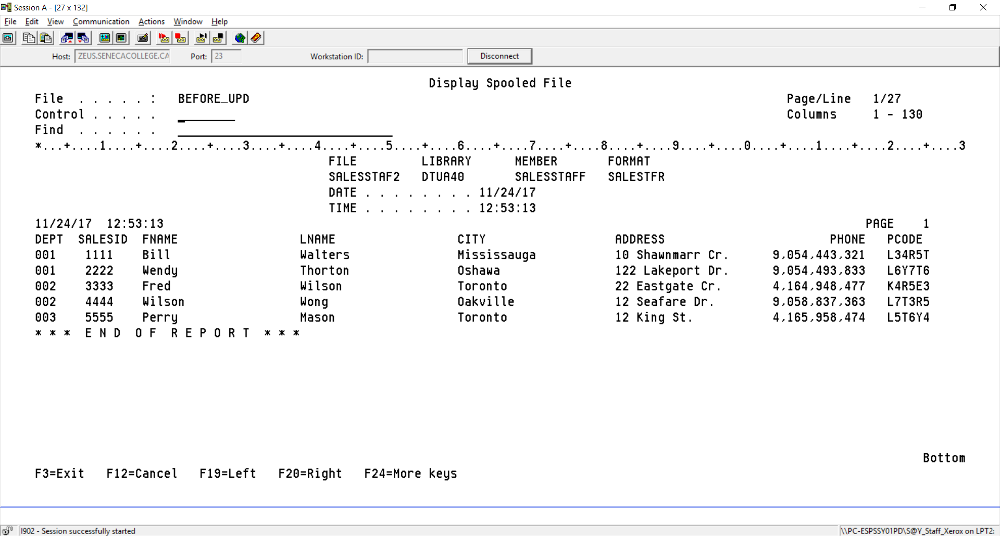 Session A - [27 x 132]
File Edit View Communication Actions Window Help
Host: ZEUS.SENECACOLLEGE.CA Port: 23 Workstation ID: Disconnect
Display Spooled File
File . . . . . : BEFORE_UPD Page/Line 1/27
Control . . . . . Columns 1 - 130
Find . . . . . .
*...+....1....+....2....+....3....+....4....+....5....+....6....+....7....+....8....+....9....+....0....+....1....+....2....+....3
FILE LIBRARY MEMBER FORMAT
SALESSTAF2 DTUA40 SALESSTAFF SALESTFR
DATE . . . . . . . . 11/24/17
TIME . . . . . . . . 12:53:13
11/24/17 12:53:13 PAGE 1
DEPT SALESID FNAME LNAME CITY ADDRESS PHONE PCODE
001 1111 Bill Walters Mississauga 10 Shawnmarr Cr. 9,054,443,321 L34R5T
001 2222 Wendy Thorton Oshawa 122 Lakeport Dr. 9,054,493,833 L6Y7T6
002 3333 Fred Wilson Toronto 22 Eastgate Cr. 4,164,948,477 K4R5E3
002 4444 Wilson Wong Oakville 12 Seafare Dr. 9,058,837,363 L7T3R5
003 5555 Perry Mason Toronto 12 King St. 4,165,958,474 L5T6Y4
* * * E N D O F R E P O R T * * *
Bottom
F3=Exit F12=Cancel F19=Left F20=Right F24=More keys
I902 - Session successfully started \\PC-ESPSSY01PD\S@Y_Staff_Xerox on LPT2: